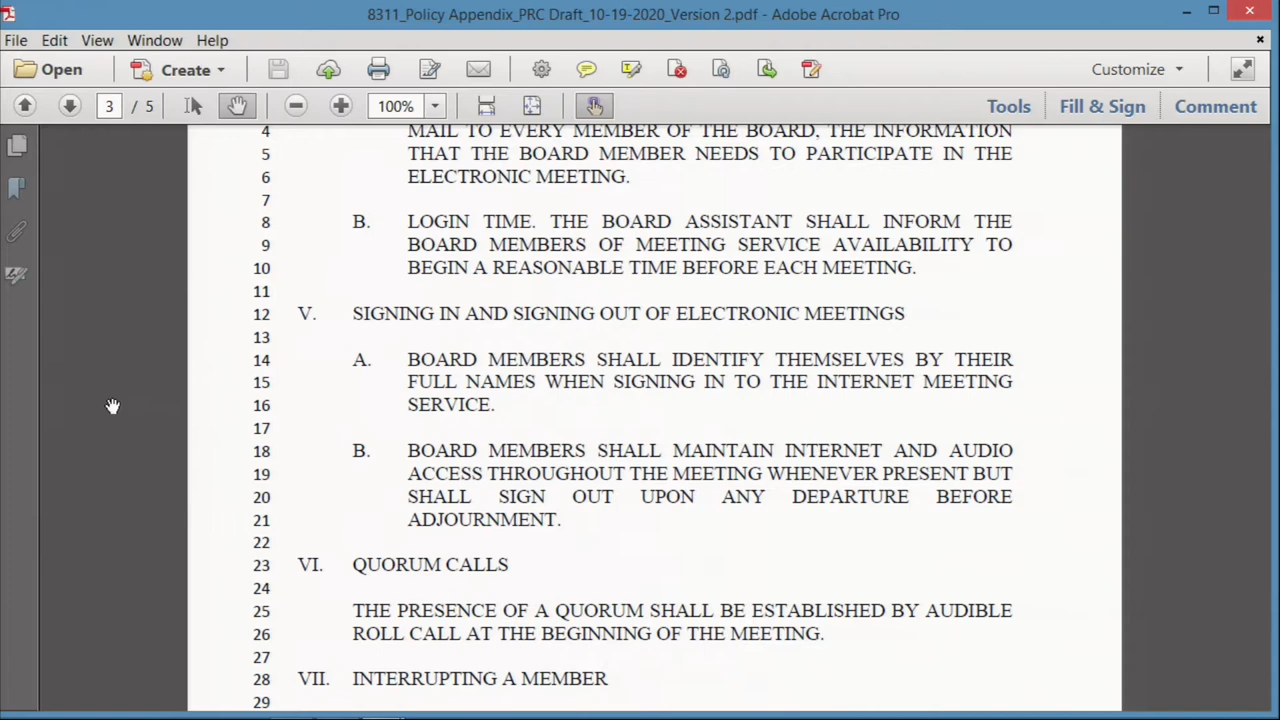 8311_Policy Appendix_PRC Draft_10-19-2020_Version 2.pdf - Adobe Acrobat Pro
File Edit View Window Help
Open Create Customize
3 / 5 100% Tools Fill & Sign Comment
4 MAIL TO EVERY MEMBER OF THE BOARD, THE INFORMATION
5 THAT THE BOARD MEMBER NEEDS TO PARTICIPATE IN THE
6 ELECTRONIC MEETING.
7
8 B. LOGIN TIME. THE BOARD ASSISTANT SHALL INFORM THE
9 BOARD MEMBERS OF MEETING SERVICE AVAILABILITY TO
10 BEGIN A REASONABLE TIME BEFORE EACH MEETING.
11
12 V. SIGNING IN AND SIGNING OUT OF ELECTRONIC MEETINGS
13
14 A. BOARD MEMBERS SHALL IDENTIFY THEMSELVES BY THEIR
15 FULL NAMES WHEN SIGNING IN TO THE INTERNET MEETING
16 SERVICE.
17
18 B. BOARD MEMBERS SHALL MAINTAIN INTERNET AND AUDIO
19 ACCESS THROUGHOUT THE MEETING WHENEVER PRESENT BUT
20 SHALL SIGN OUT UPON ANY DEPARTURE BEFORE
21 ADJOURNMENT.
22
23 VI. QUORUM CALLS
24
25 THE PRESENCE OF A QUORUM SHALL BE ESTABLISHED BY AUDIBLE
26 ROLL CALL AT THE BEGINNING OF THE MEETING.
27
28 VII. INTERRUPTING A MEMBER
29